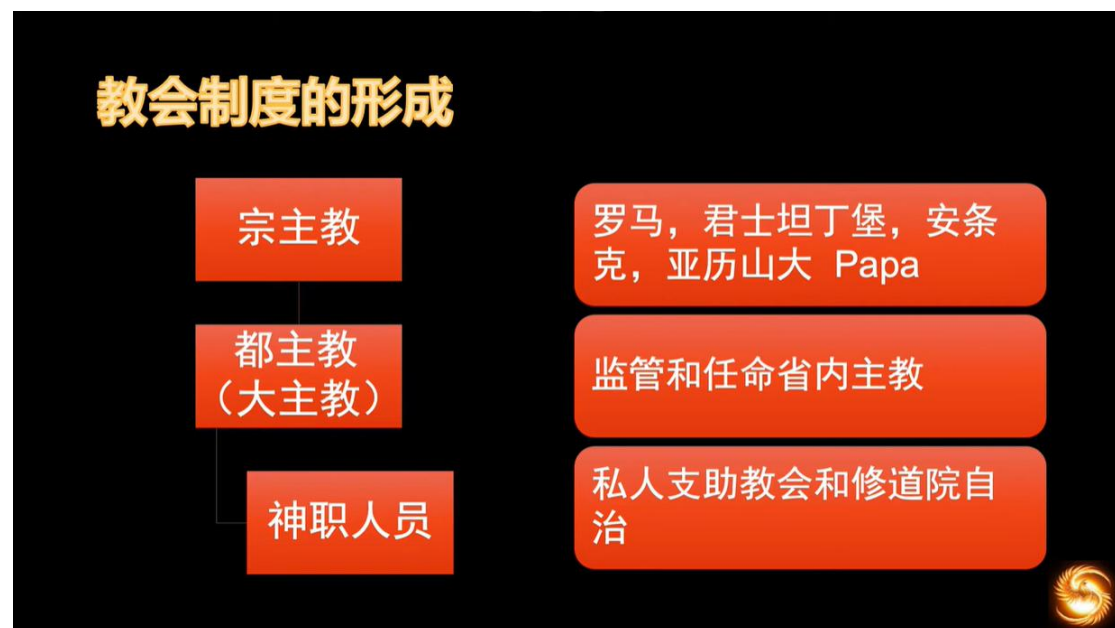 教会制度的形成
宗主教
罗马，君士坦丁堡，安条
克，亚历山大 Papa
都主教
（大主教）
监管和任命省内主教
神职人员
私人支助教会和修道院自
治